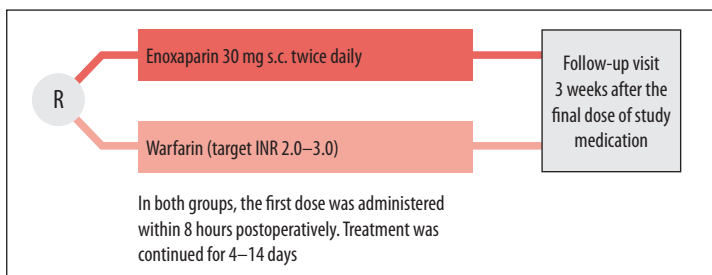 R
Enoxaparin 30 mg s.c. twice daily
Warfarin (target INR 2.0–3.0)
Follow-up visit
3 weeks after the
final dose of study
medication
In both groups, the first dose was administered
within 8 hours postoperatively. Treatment was
continued for 4–14 days